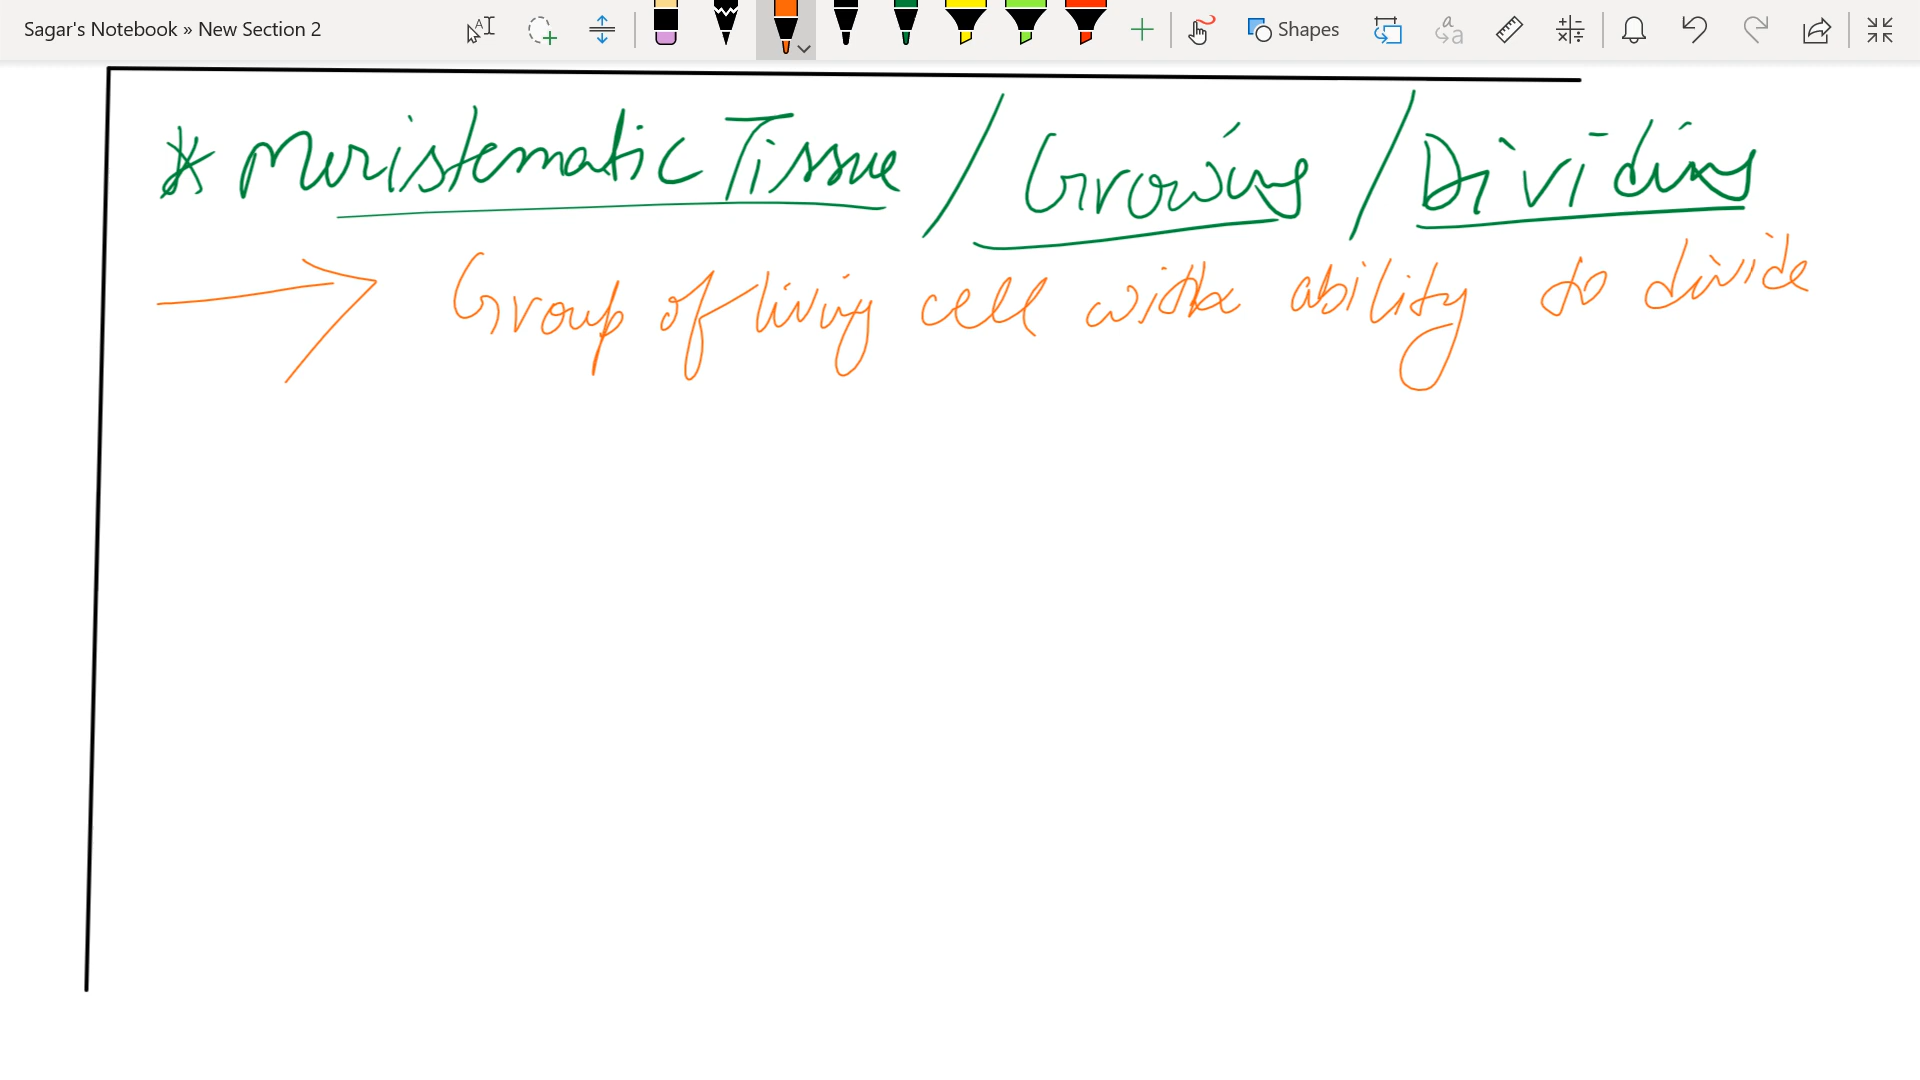 Sagar's Notebook » New Section 2
Shapes
* Meristematic Tissue / Growing / Dividing
→ Group of living cell with ability to divide